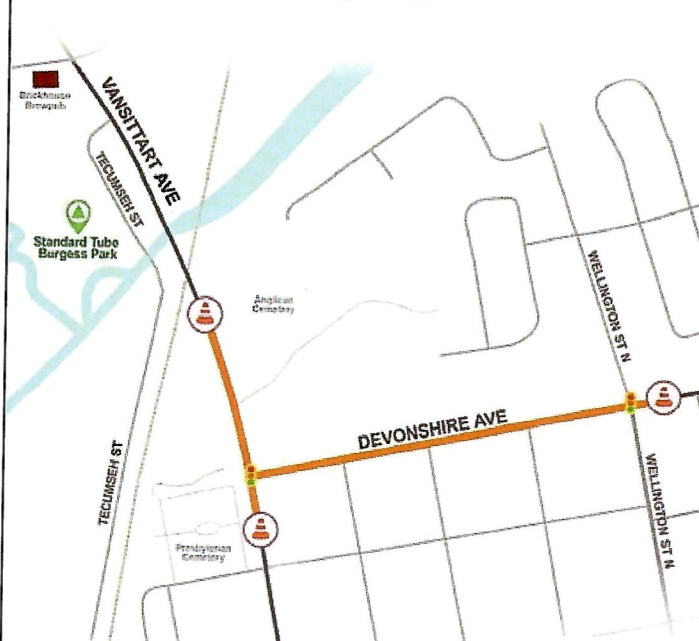 Brickhouse
Brewpub
VANSITTART AVE
TECUMSEH ST
Standard Tube
Burgess Park
Anglican
Cemetery
WELLINGTON ST N
DEVONSHIRE AVE
TECUMSEH ST
WELLINGTON ST N
Presbyterian
Cemetery